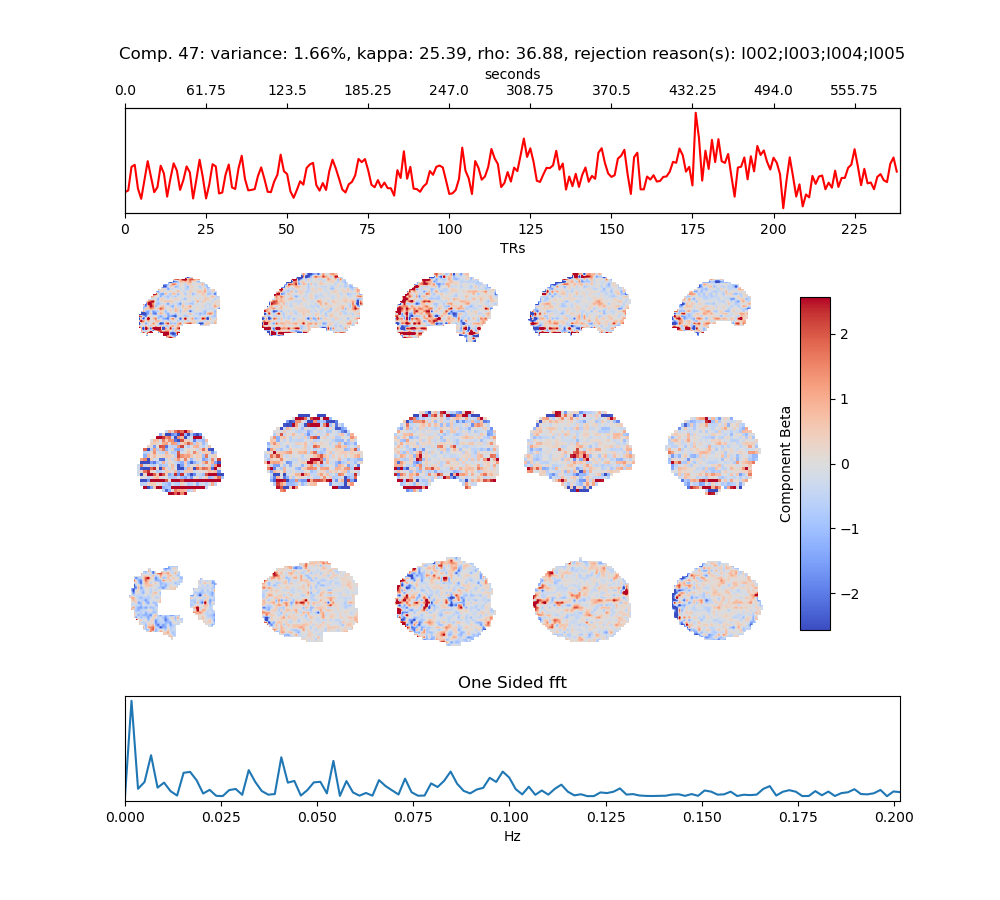 Comp. 47: variance: 1.66%, kappa: 25.39, rho: 36.88, rejection reason(s): I002;I003;I004;I005
seconds
0.0 61.75 123.5 185.25 247.0 308.75 370.5 432.25 494.0 555.75
0 25 50 75 100 125 150 175 200 225
TRs
2
1
0
−1
−2
Component Beta
One Sided fft
0.000 0.025 0.050 0.075 0.100 0.125 0.150 0.175 0.200
Hz